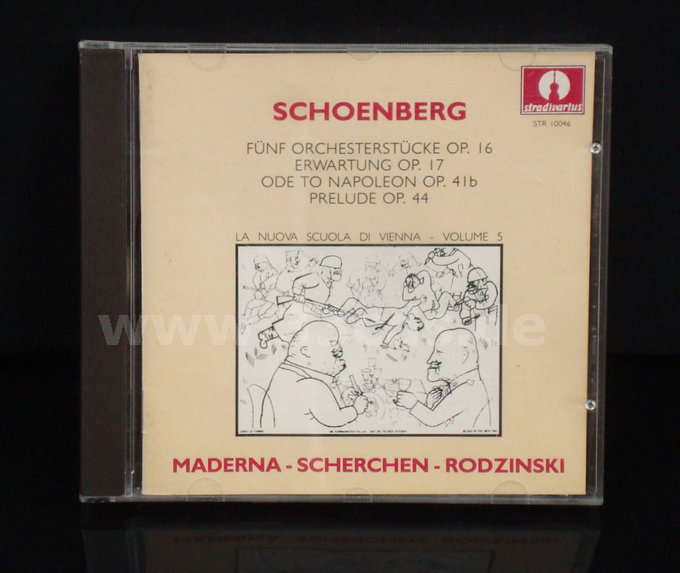 stradivarius
STR 10046
SCHOENBERG
FÜNF ORCHESTERSTÜCKE OP. 16
ERWARTUNG OP. 17
ODE TO NAPOLEON OP. 41b
PRELUDE OP. 44
LA NUOVA SCUOLA DI VIENNA - VOLUME 5
MADERNA - SCHERCHEN - RODZINSKI